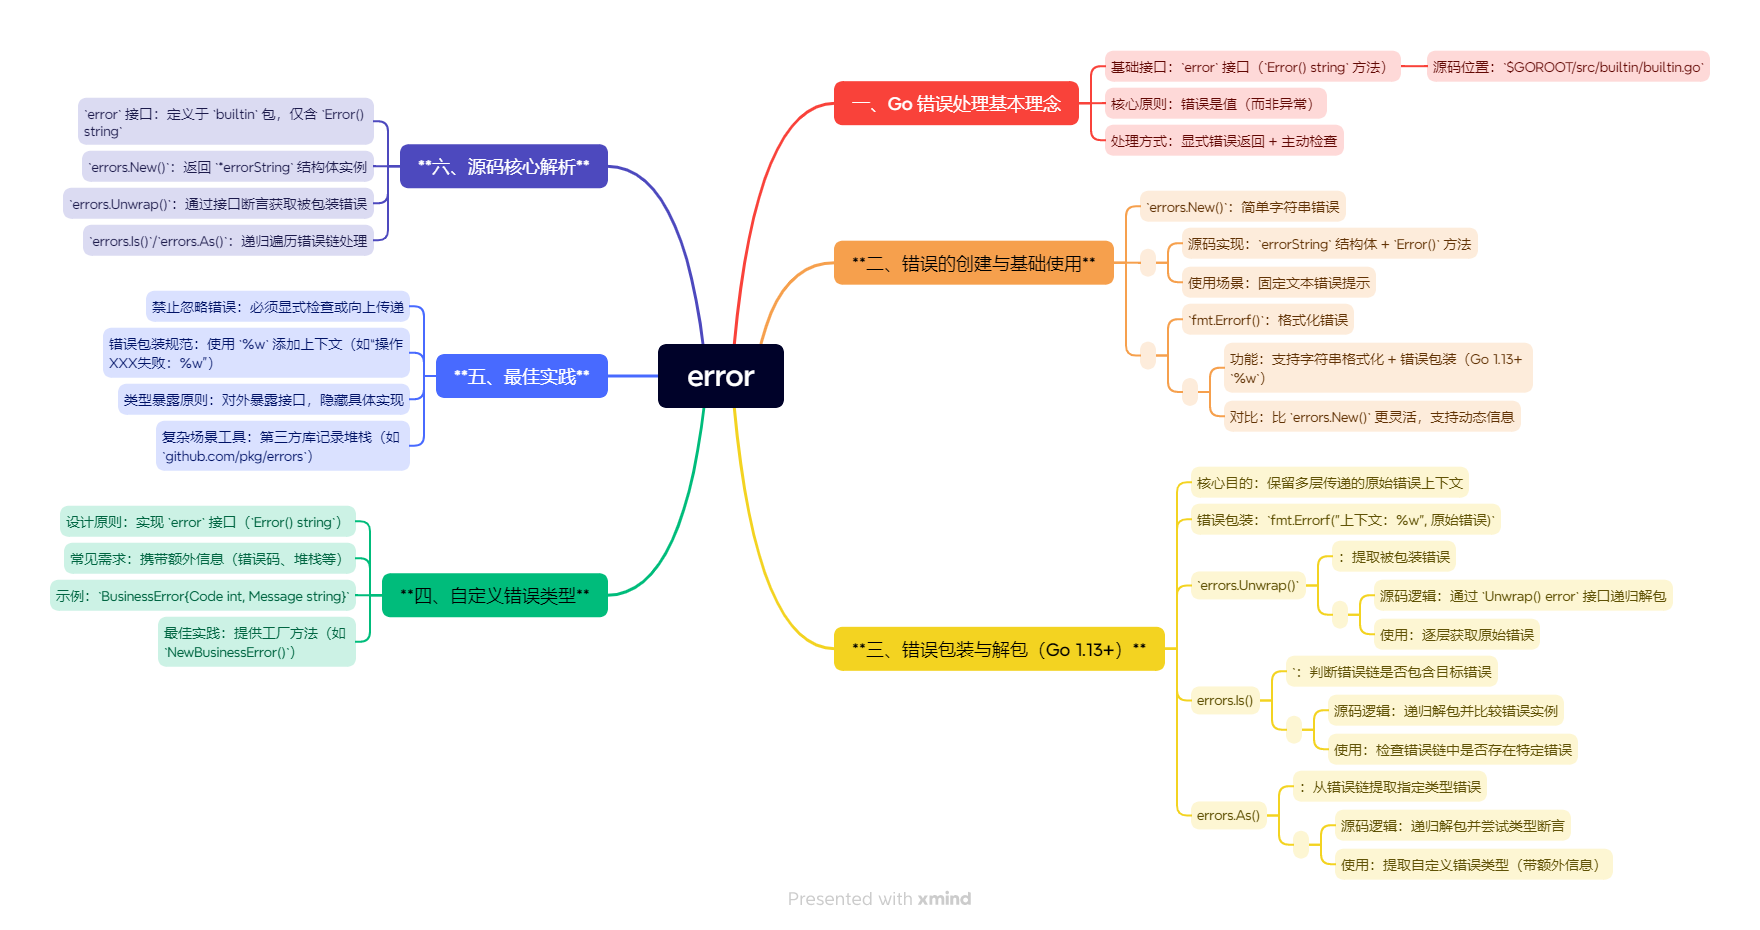 error
一、Go 错误处理基本理念
基础接口：`error` 接口（`Error() string` 方法）
源码位置：`$GOROOT/src/builtin/builtin.go`
核心原则：错误是值（而非异常）
处理方式：显式错误返回 + 主动检查
**二、错误的创建与基础使用**
`errors.New()`：简单字符串错误
源码实现：`errorString` 结构体 + `Error()` 方法
使用场景：固定文本错误提示
`fmt.Errorf()`：格式化错误
功能：支持字符串格式化 + 错误包装（Go 1.13+
`%w`）
对比：比 `errors.New()` 更灵活，支持动态信息
**三、错误包装与解包（Go 1.13+）**
核心目的：保留多层传递的原始错误上下文
错误包装：`fmt.Errorf("上下文：%w", 原始错误)`
`errors.Unwrap()`
：提取被包装错误
源码逻辑：通过 `Unwrap() error` 接口递归解包
使用：逐层获取原始错误
errors.Is()
`：判断错误链是否包含目标错误
源码逻辑：递归解包并比较错误实例
使用：检查错误链中是否存在特定错误
errors.As()
：从错误链提取指定类型错误
源码逻辑：递归解包并尝试类型断言
使用：提取自定义错误类型（带额外信息）
**四、自定义错误类型**
设计原则：实现 `error` 接口（`Error() string`）
常见需求：携带额外信息（错误码、堆栈等）
示例：`BusinessError{Code int, Message string}`
最佳实践：提供工厂方法（如
`NewBusinessError()`）
**五、最佳实践**
禁止忽略错误：必须显式检查或向上传递
错误包装规范：使用 `%w` 添加上下文（如"操作
XXX失败：%w"）
类型暴露原则：对外暴露接口，隐藏具体实现
复杂场景工具：第三方库记录堆栈（如
`github.com/pkg/errors`）
**六、源码核心解析**
`error` 接口：定义于 `builtin` 包，仅含 `Error()
string`
`errors.New()`：返回 `*errorString` 结构体实例
`errors.Unwrap()`：通过接口断言获取被包装错误
`errors.Is()`/`errors.As()`：递归遍历错误链处理
Presented with xmind